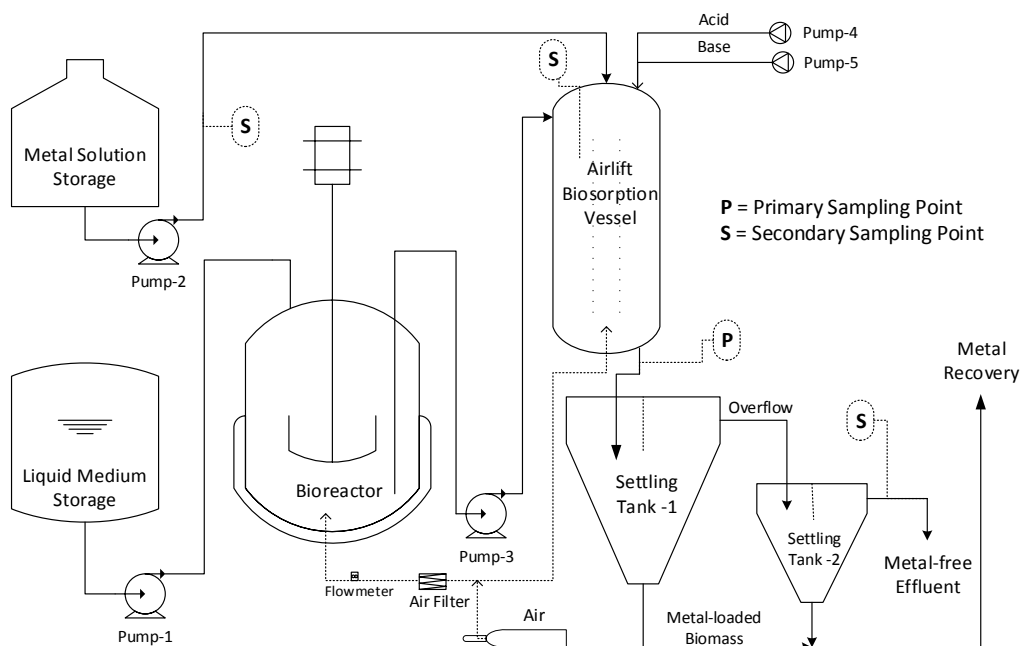 Acid
Pump-4
Base
Pump-5
S
S
Metal Solution
Storage
Airlift
Biosorption
Vessel
P = Primary Sampling Point
S = Secondary Sampling Point
Pump-2
P
Metal
Recovery
Overflow
S
Liquid Medium
Storage
Bioreactor
Settling
Tank -1
Settling
Tank -2
Pump-3
Metal-free
Effluent
Flowmeter
Air Filter
Air
Metal-loaded
Biomass
Pump-1